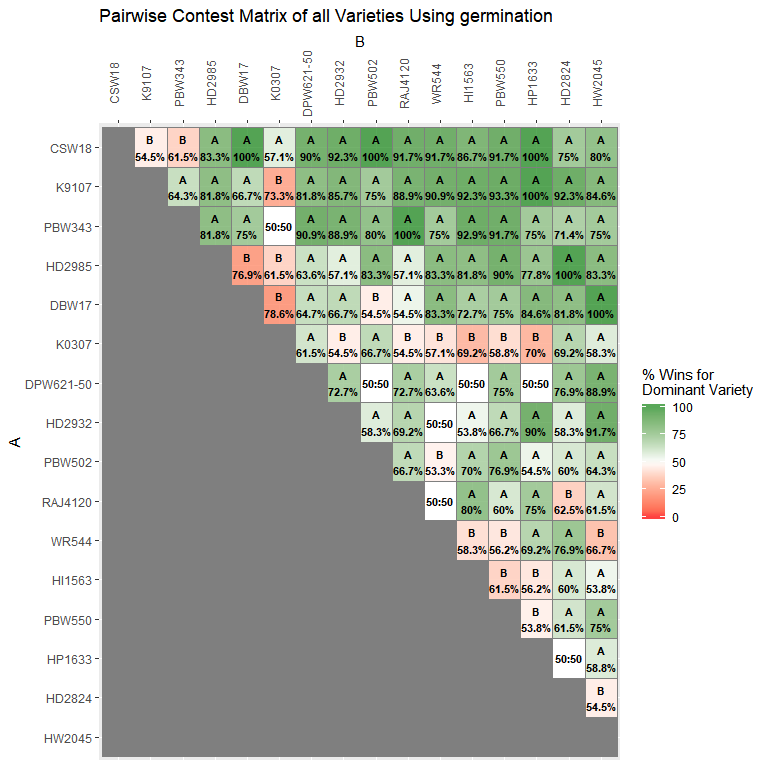 Pairwise Contest Matrix of all Varieties Using germination
B
CSW18 K9107 PBW343 HD2985 DBW17 K0307 DPW621-50 HD2932 PBW502 RAJ4120 WR544 HI1563 PBW550 HP1633 HD2824 HW2045
B B A A A A A A A A A A A A A
CSW18 54.5% 61.5% 83.3% 100% 57.1% 90% 92.3% 100% 91.7% 91.7% 86.7% 91.7% 100% 75% 80%
A A A B A A A A A A A A A A
K9107 64.3% 81.8% 66.7% 73.3% 81.8% 85.7% 75% 88.9% 90.9% 92.3% 93.3% 100% 92.3% 84.6%
A A 50:50 A A A A A A A A A A
PBW343 81.8% 75% 90.9% 88.9% 80% 100% 75% 92.9% 91.7% 75% 71.4% 75%
B B A A A A A A A A A A
HD2985 76.9% 61.5% 63.6% 57.1% 83.3% 57.1% 83.3% 81.8% 90% 77.8% 100% 83.3%
B A A B A A A A A A A
DBW17 78.6% 64.7% 66.7% 54.5% 54.5% 83.3% 72.7% 75% 84.6% 81.8% 100%
A B A B B B B B A A
K0307 61.5% 54.5% 66.7% 54.5% 57.1% 69.2% 58.8% 70% 69.2% 58.3%
A 50:50 A A 50:50 A 50:50 A A
DPW621-50 72.7% 72.7% 63.6% 75% 76.9% 88.9%
A A 50:50 A A A A A
HD2932 58.3% 69.2% 53.8% 66.7% 90% 58.3% 91.7%
A B A A A A A
PBW502 66.7% 53.3% 70% 76.9% 54.5% 60% 64.3%
50:50 A A A B A
RAJ4120 80% 60% 75% 62.5% 61.5%
B B A A B
WR544 58.3% 56.2% 69.2% 76.9% 66.7%
B B A A
HI1563 61.5% 56.2% 60% 53.8%
B A A
PBW550 53.8% 61.5% 75%
50:50 A
HP1633 58.8%
B
HD2824 54.5%
HW2045
A
% Wins for
Dominant Variety
100
75
50
25
0